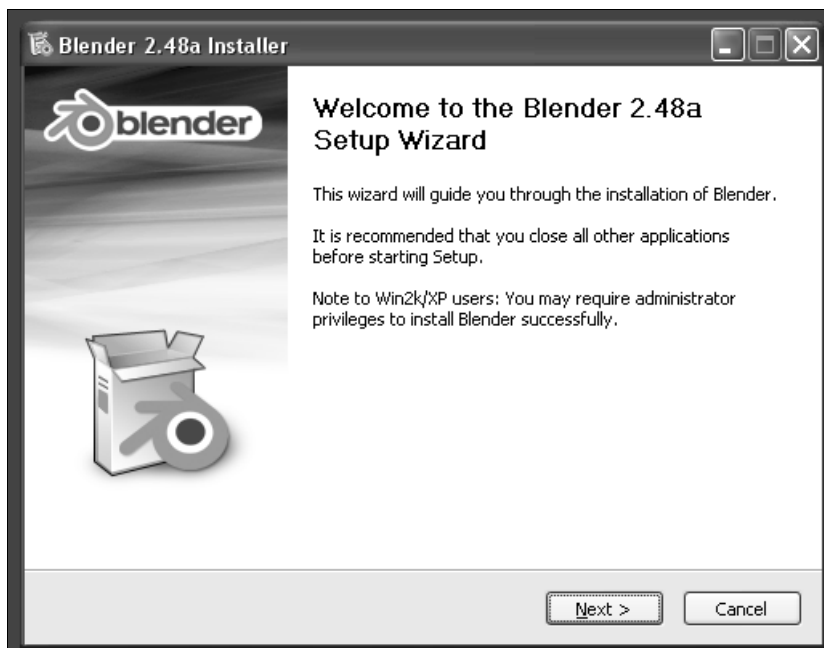 Blender 2.48a Installer
blender
Welcome to the Blender 2.48a
Setup Wizard
This wizard will guide you through the installation of Blender.
It is recommended that you close all other applications
before starting Setup.
Note to Win2k/XP users: You may require administrator
privileges to install Blender successfully.
Next >
Cancel